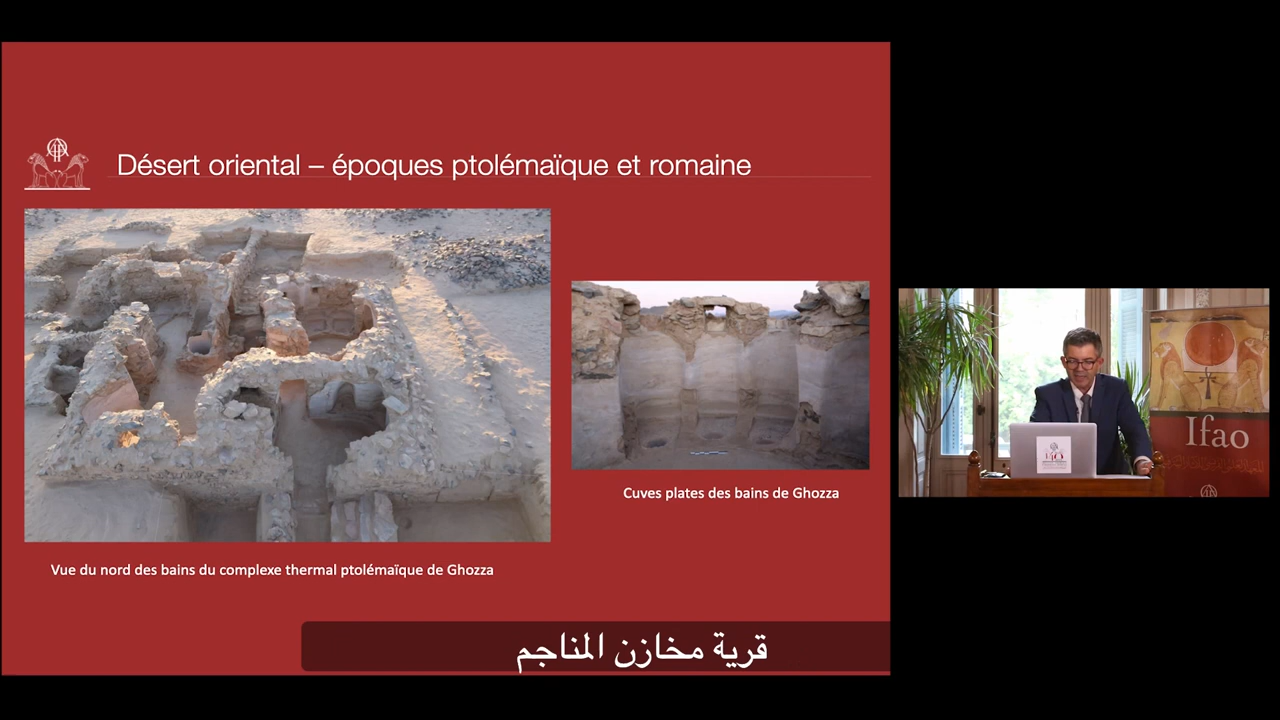 Désert oriental – époques ptolémaïque et romaine
Cuves plates des bains de Ghozza
Vue du nord des bains du complexe thermal ptolémaïque de Ghozza
قرية مخازن المناجم
Ifao
140